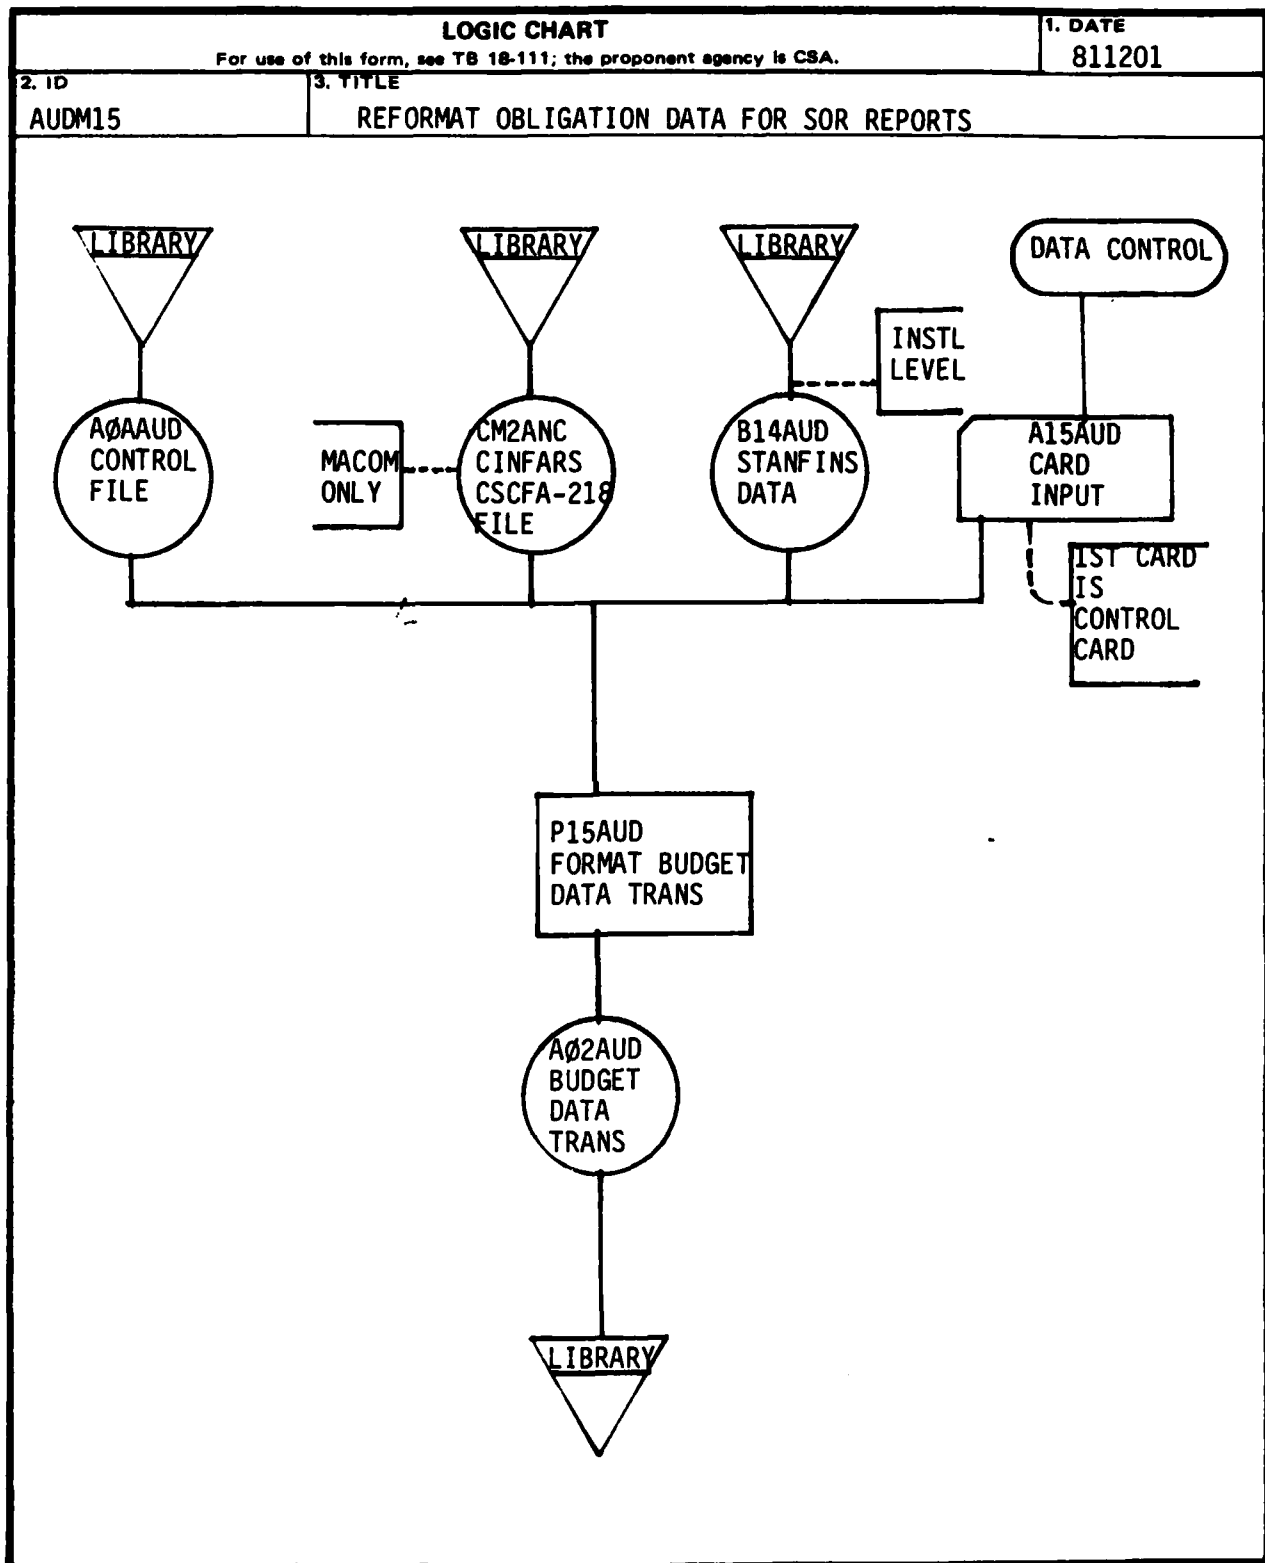 LOGIC CHART
For use of this form, see TB 18-111; the proponent agency is CSA.
1. DATE
811201
2. ID
AUDM15
3. TITLE
REFORMAT OBLIGATION DATA FOR SOR REPORTS
LIBRARY
LIBRARY
LIBRARY
DATA CONTROL
INSTL
LEVEL
AØAAUD
CONTROL
FILE
MACOM
ONLY
CM2ANC
CINFARS
CSCFA-218
FILE
B14AUD
STANFINS
DATA
A15AUD
CARD
INPUT
IST CARD
IS
CONTROL
CARD
P15AUD
FORMAT BUDGET
DATA TRANS
AØ2AUD
BUDGET
DATA
TRANS
LIBRARY